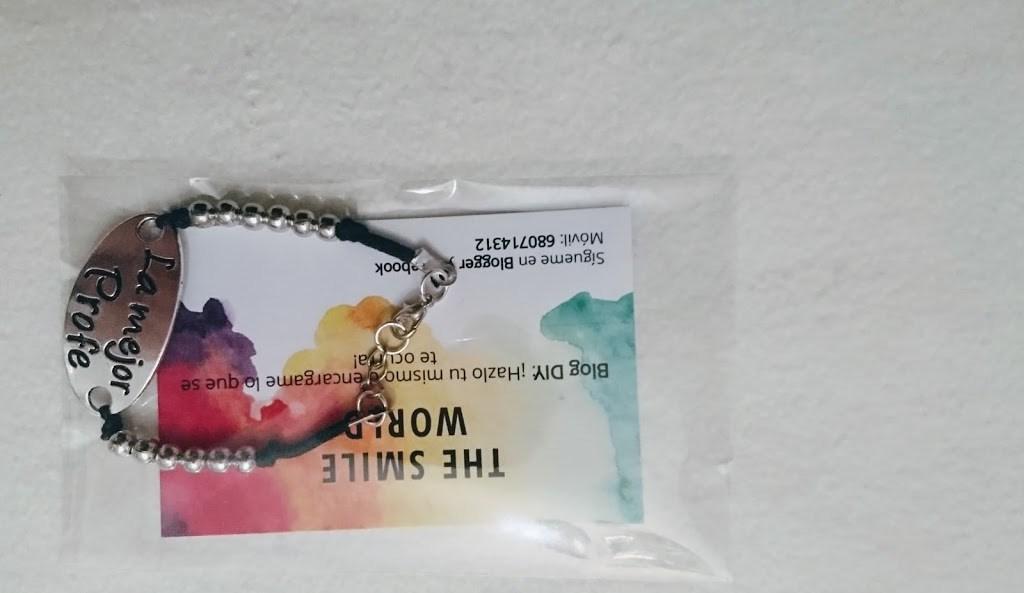 La mejor
Profe
THE SMILE
WORLD
Blog DIY: ¡Hazlo tu mismo o encargame lo que se
te ocurra!
Sígueme en Blogger y
Móvil: 680714312